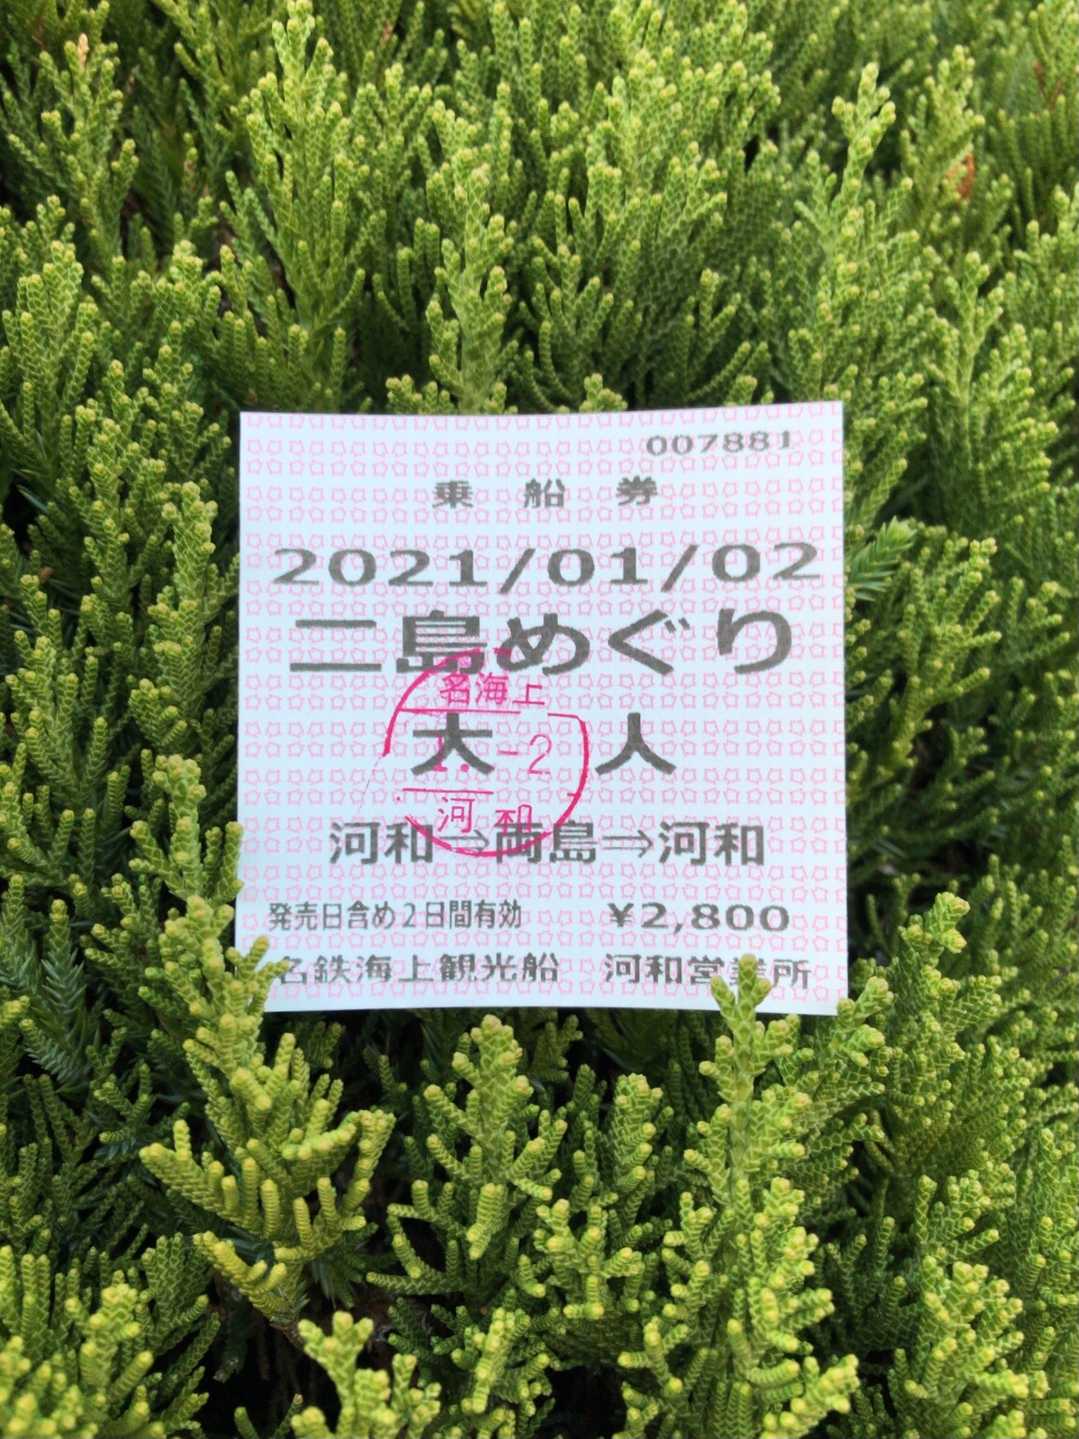 007881
乗船券
2021/01/02
二島めぐり
大人
名海上
-2
河和
河和⇒両島⇒河和
発売日含め2日間有効 ¥2,800
名鉄海上観光船 河和営業所